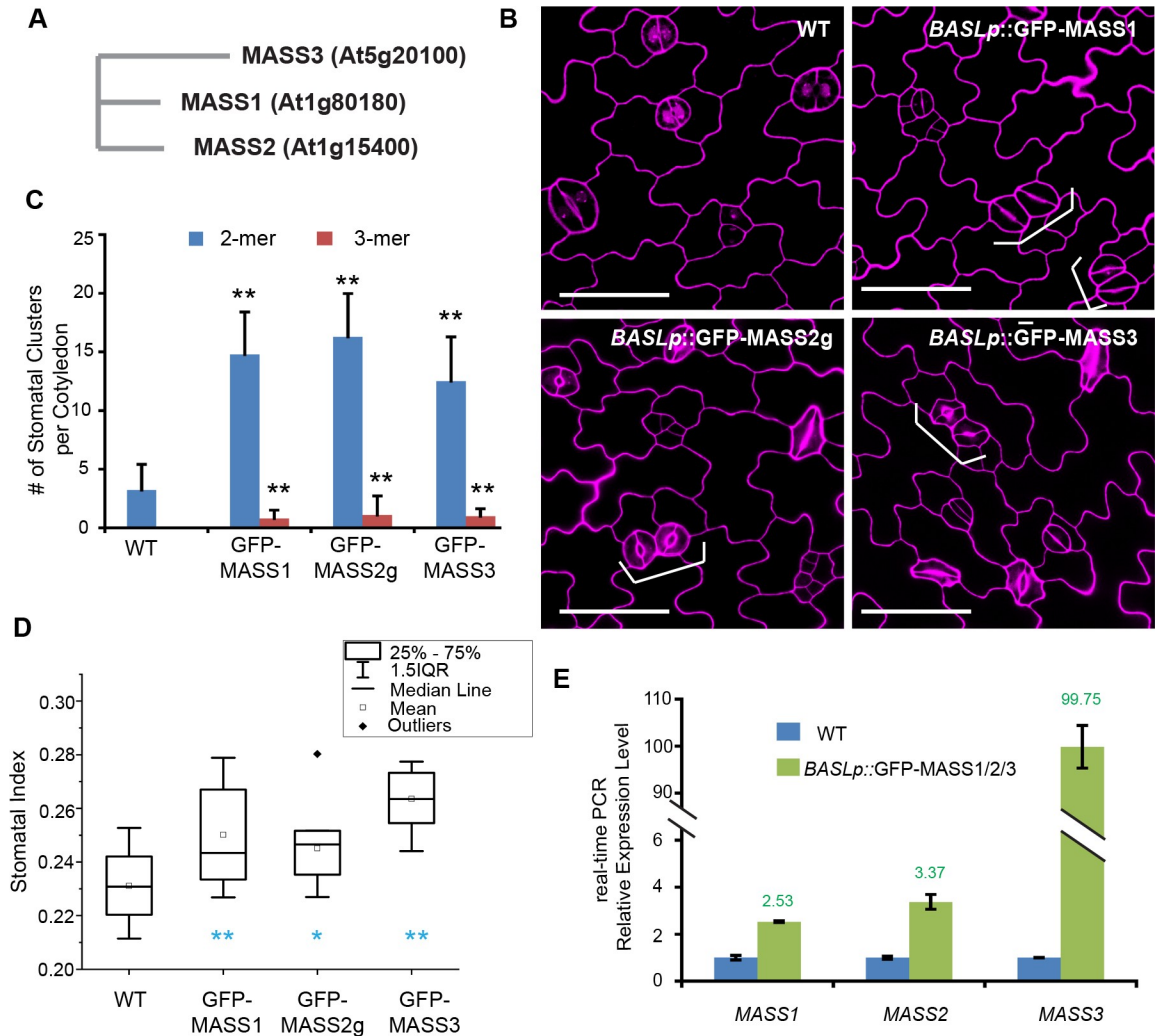 A
MASS3 (At5g20100)
MASS1 (At1g80180)
MASS2 (At1g15400)
B
WT
BASLp::GFP-MASS1
BASLp::GFP-MASS2g
BASLp::GFP-MASS3
C
# of Stomatal Clusters
per Cotyledon
25
20
15
10
5
0
2-mer
3-mer
**
**
**
**
**
**
WT
GFP-
MASS1
GFP-
MASS2g
GFP-
MASS3
D
25% - 75%
1.5IQR
Median Line
Mean
Outliers
Stomatal Index
0.30
0.28
0.26
0.24
0.22
0.20
**
*
**
WT
GFP-
MASS1
GFP-
MASS2g
GFP-
MASS3
E
real-time PCR
Relative Expression Level
110
100
90
6
4
2
0
WT
BASLp::GFP-MASS1/2/3
2.53
3.37
99.75
MASS1
MASS2
MASS3